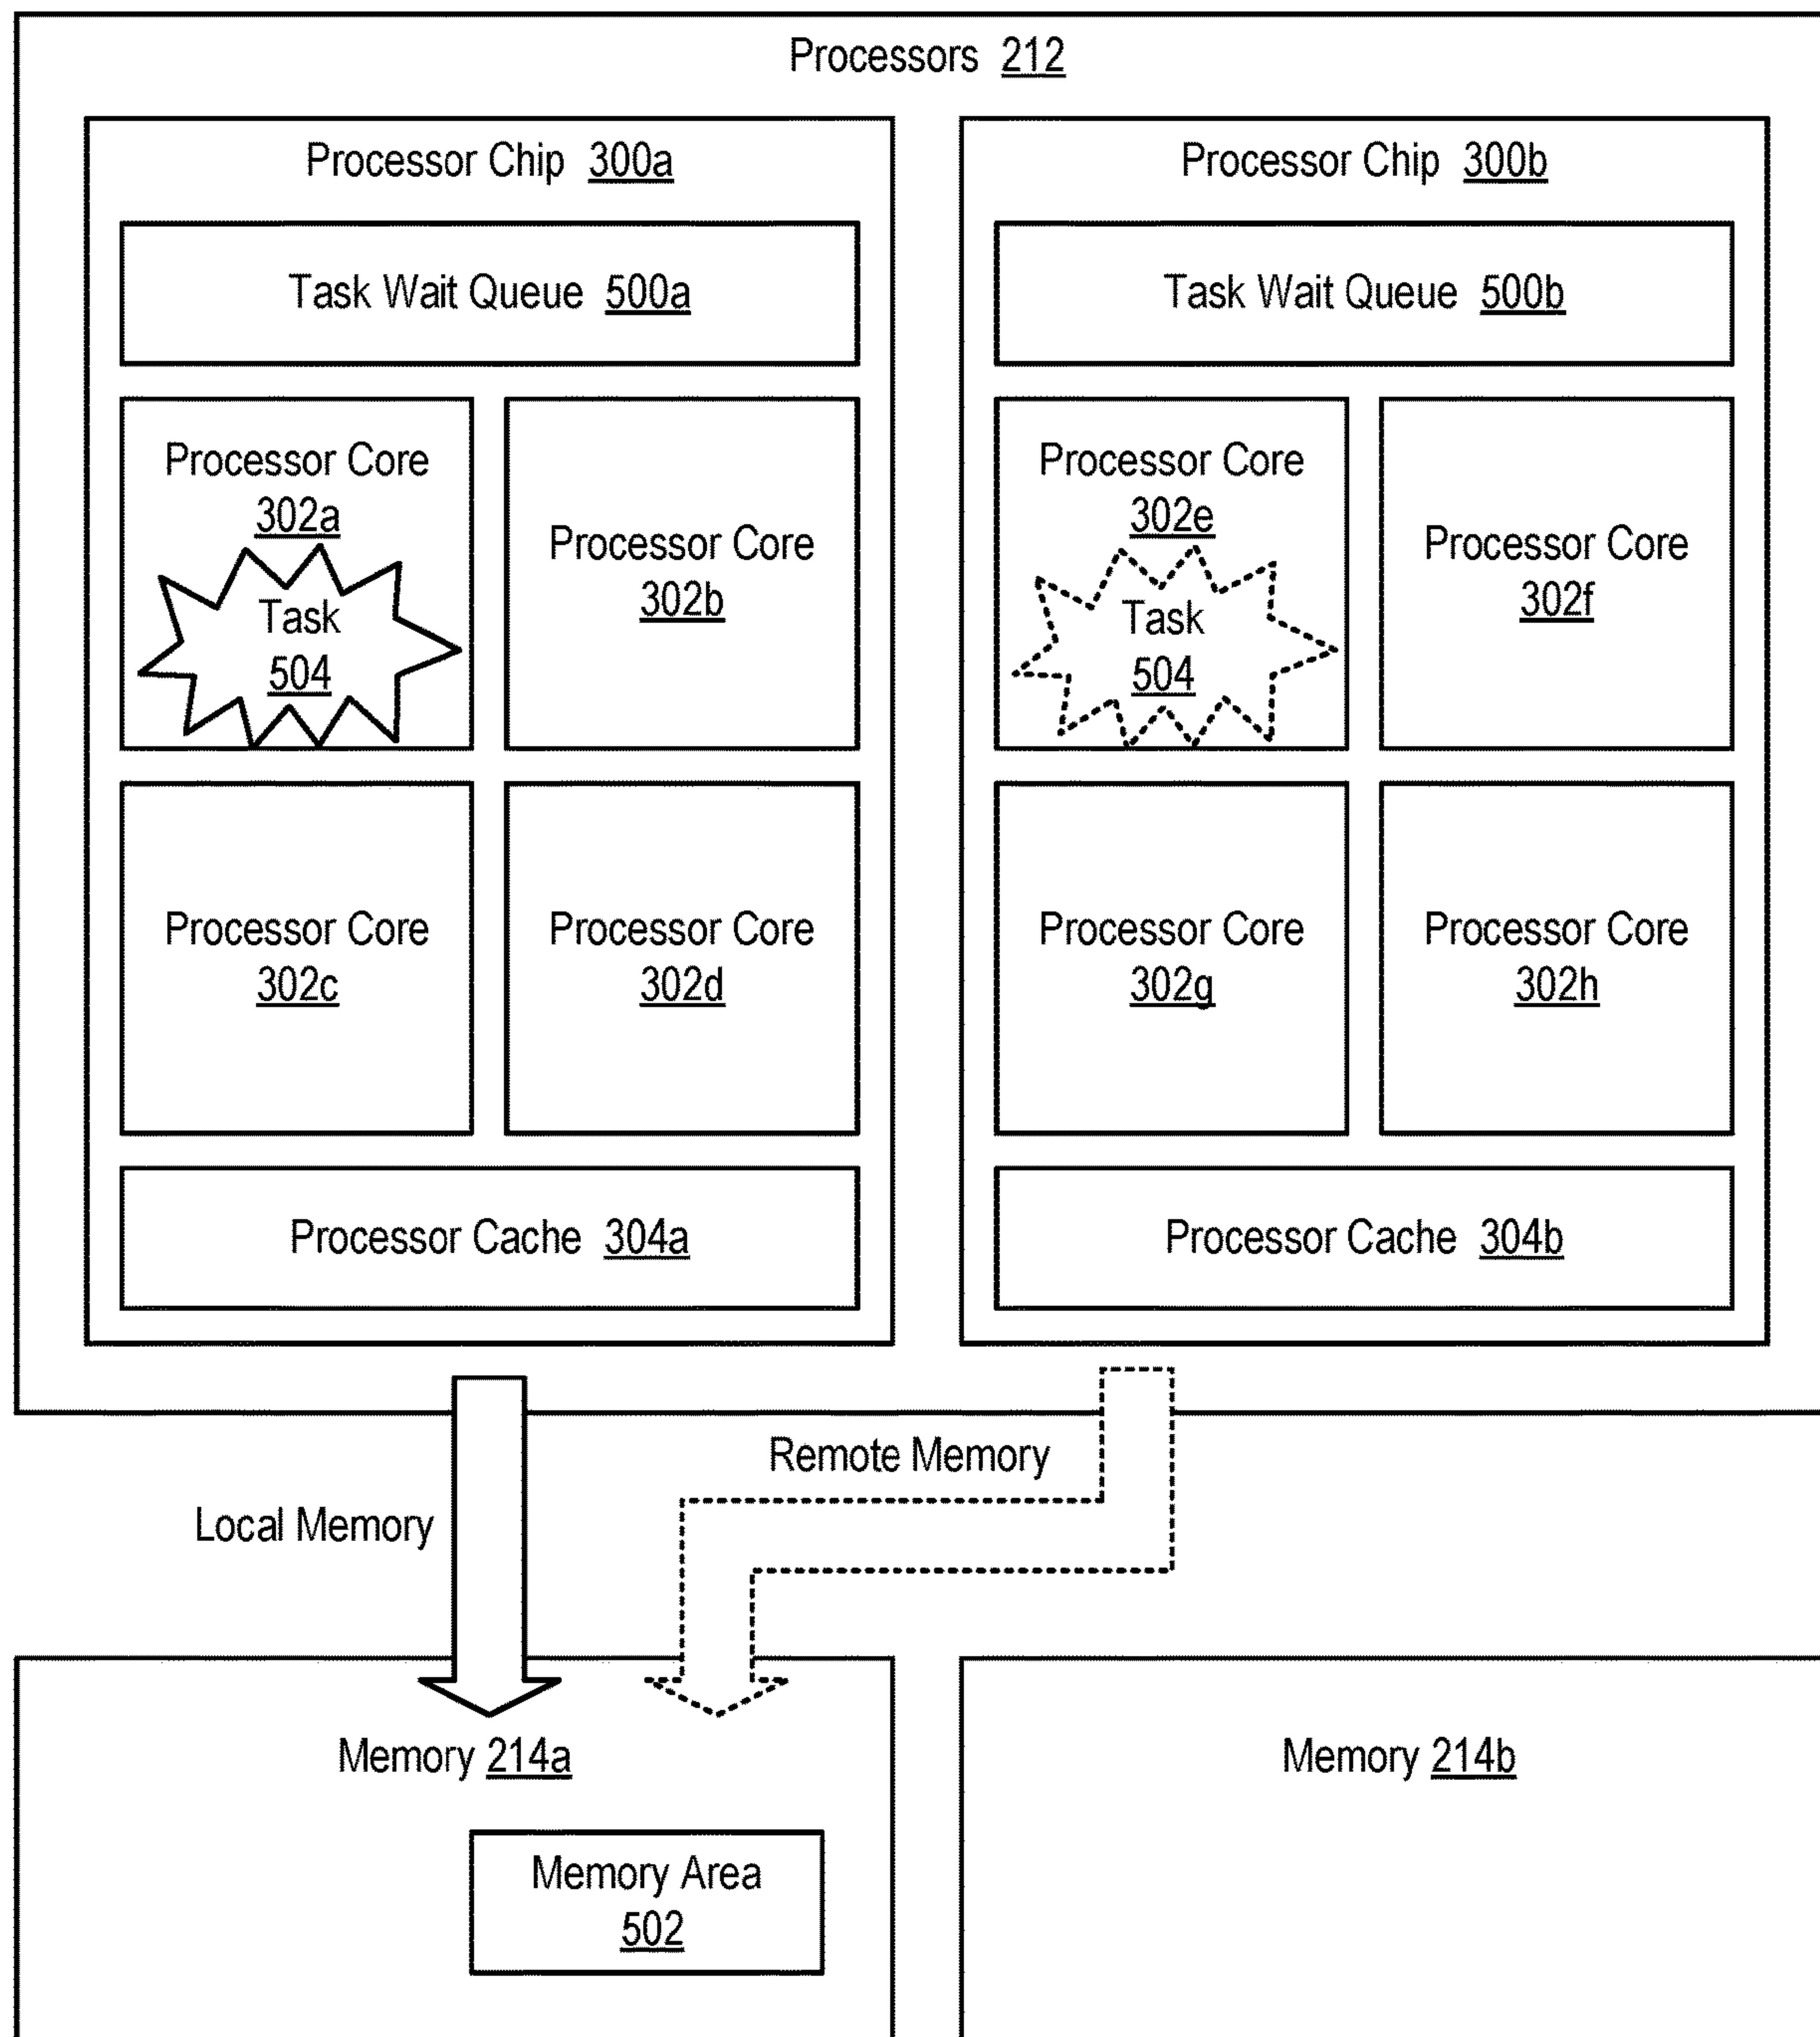 Processors 212
Processor Chip 300a
Task Wait Queue 500a
Processor Core
302a
Task
504
Processor Core
302b
Processor Core
302c
Processor Core
302d
Processor Cache 304a
Processor Chip 300b
Task Wait Queue 500b
Processor Core
302e
Task
504
Processor Core
302f
Processor Core
302g
Processor Core
302h
Processor Cache 304b
Local Memory
Remote Memory
Memory 214a
Memory Area
502
Memory 214b